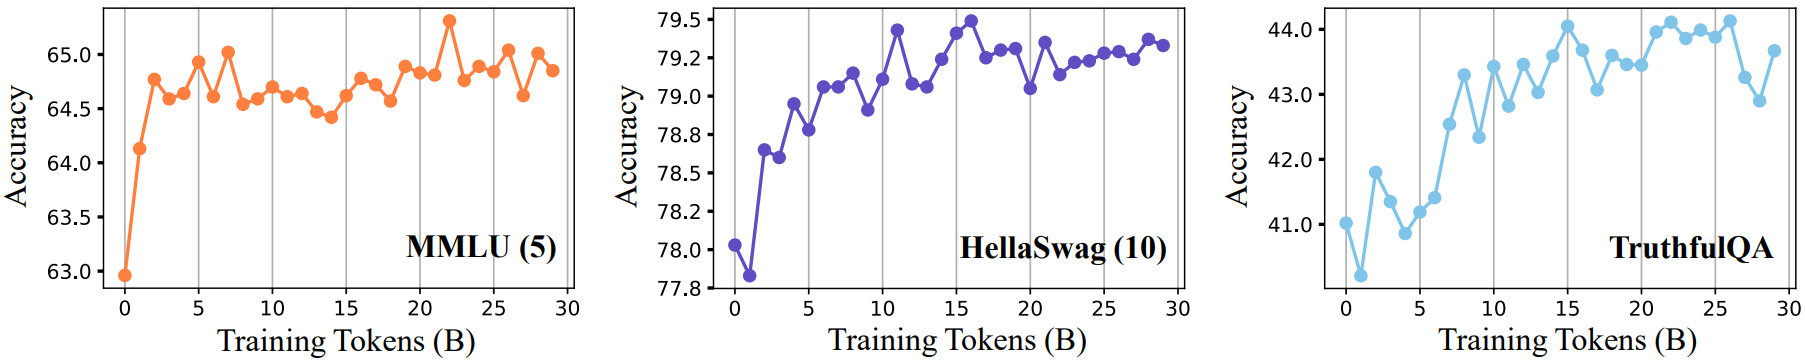 Accuracy
65.0
64.5
64.0
63.5
63.0
MMLU (5)
0 5 10 15 20 25 30
Training Tokens (B)
Accuracy
79.5
79.2
79.0
78.8
78.5
78.2
78.0
77.8
HellaSwag (10)
0 5 10 15 20 25 30
Training Tokens (B)
Accuracy
44.0
43.0
42.0
41.0
TruthfulQA
0 5 10 15 20 25 30
Training Tokens (B)